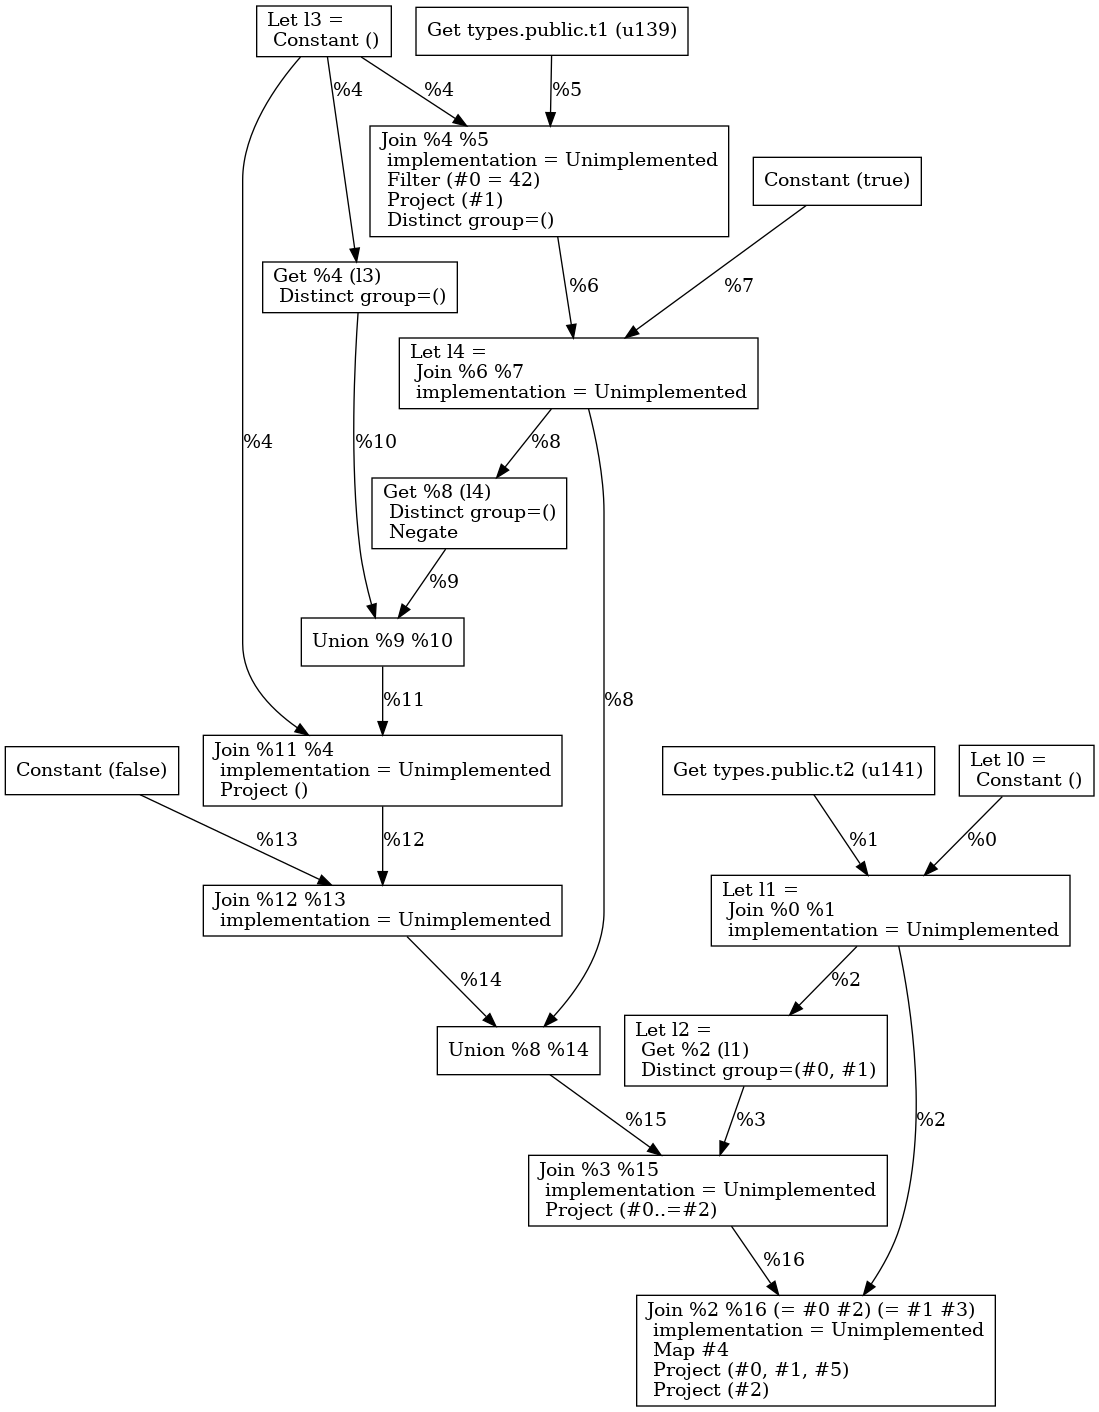 Let l3 =
Constant ()
Get types.public.t1 (u139)
%4
%4
%5
Join %4 %5
implementation = Unimplemented
Filter (#0 = 42)
Project (#1)
Distinct group=()
Constant (true)
Get %4 (l3)
Distinct group=()
%6
%7
Let l4 =
Join %6 %7
implementation = Unimplemented
%4
%10
%8
Get %8 (l4)
Distinct group=()
Negate
%9
Union %9 %10
%11
%8
Constant (false)
Join %11 %4
implementation = Unimplemented
Project ()
Get types.public.t2 (u141)
Let l0 =
Constant ()
%13
%12
%1
%0
Join %12 %13
implementation = Unimplemented
Let l1 =
Join %0 %1
implementation = Unimplemented
%14
%2
Union %8 %14
Let l2 =
Get %2 (l1)
Distinct group=(#0, #1)
%15
%3
%2
Join %3 %15
implementation = Unimplemented
Project (#0..=#2)
%16
Join %2 %16 (= #0 #2) (= #1 #3)
implementation = Unimplemented
Map #4
Project (#0, #1, #5)
Project (#2)